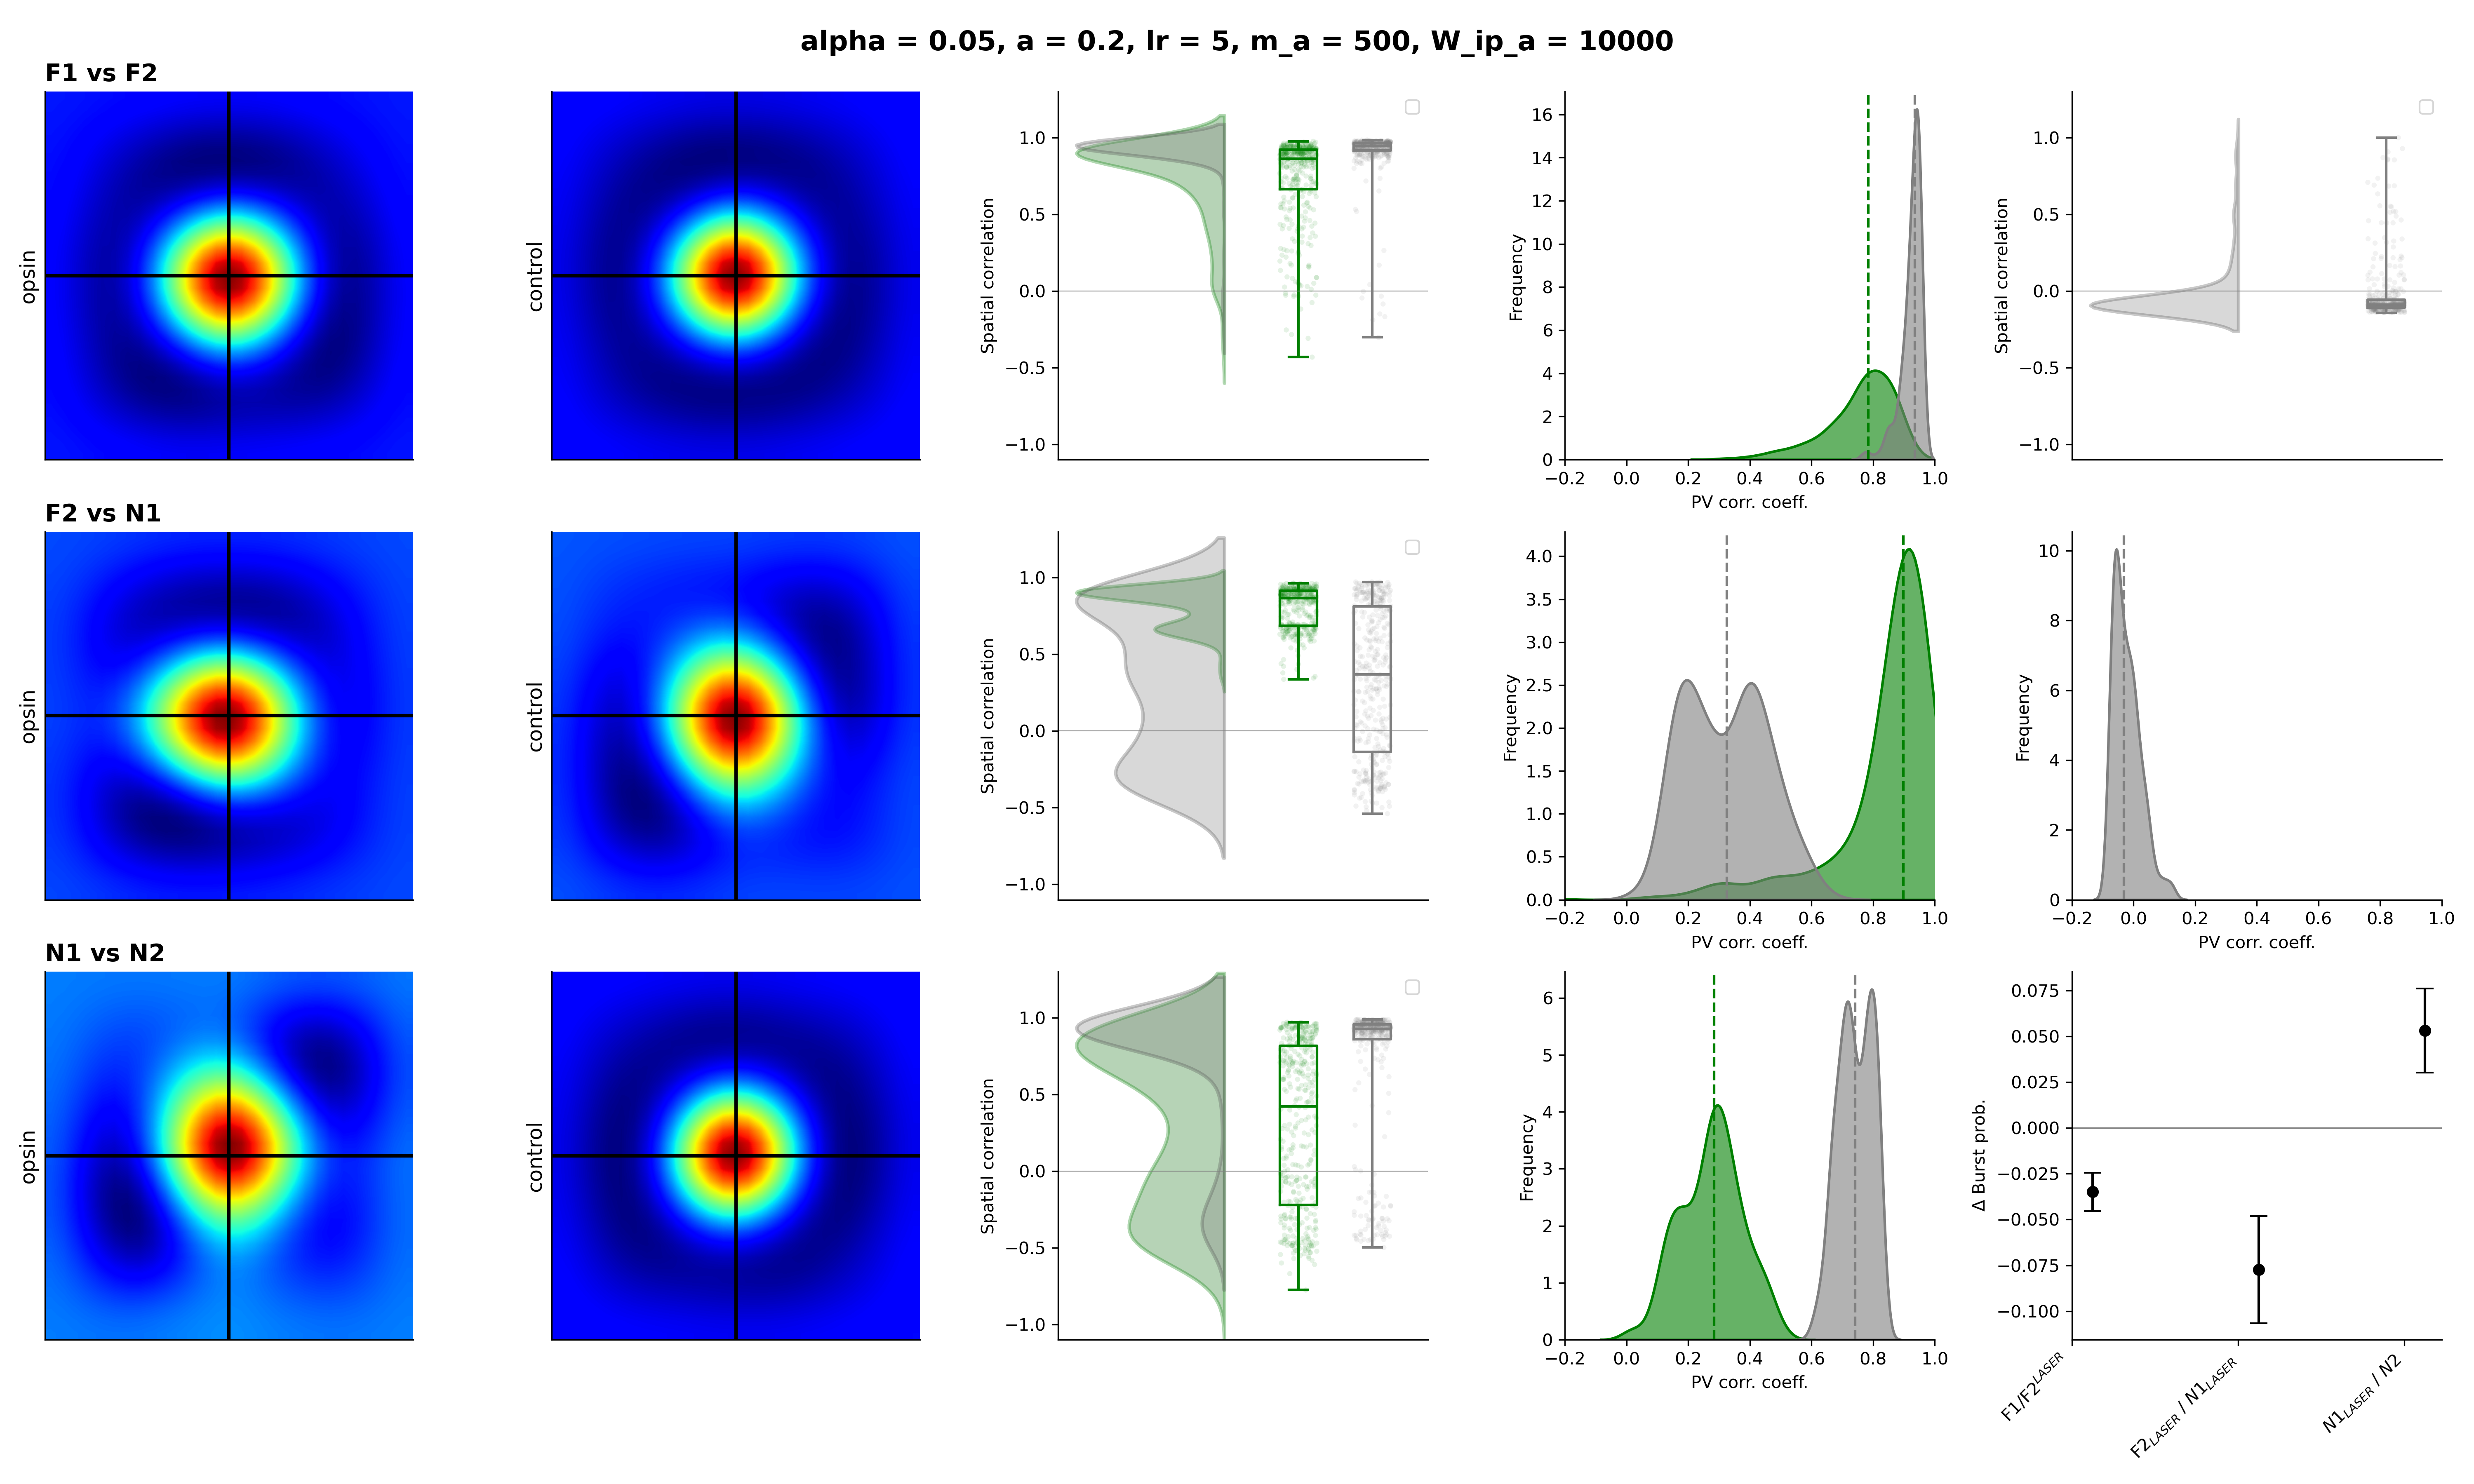 alpha = 0.05, a = 0.2, lr = 5, m_a = 500, W_ip_a = 10000
F1 vs F2
opsin
control
Spatial correlation
1.0
0.5
0.0
−0.5
−1.0
Frequency
16
14
12
10
8
6
4
2
0
−0.2 0.0 0.2 0.4 0.6 0.8 1.0
PV corr. coeff.
Spatial correlation
1.0
0.5
0.0
−0.5
−1.0
F2 vs N1
opsin
control
Spatial correlation
1.0
0.5
0.0
−0.5
−1.0
Frequency
4.0
3.5
3.0
2.5
2.0
1.5
1.0
0.5
0.0
−0.2 0.0 0.2 0.4 0.6 0.8 1.0
PV corr. coeff.
Frequency
10
8
6
4
2
0
−0.2 0.0 0.2 0.4 0.6 0.8 1.0
PV corr. coeff.
N1 vs N2
opsin
control
Spatial correlation
1.0
0.5
0.0
−0.5
−1.0
Frequency
6
5
4
3
2
1
0
−0.2 0.0 0.2 0.4 0.6 0.8 1.0
PV corr. coeff.
Δ Burst prob.
0.075
0.050
0.025
0.000
−0.025
−0.050
−0.075
−0.100
F1/F2^LASER
F2_LASER / N1_LASER
N1_LASER / N2